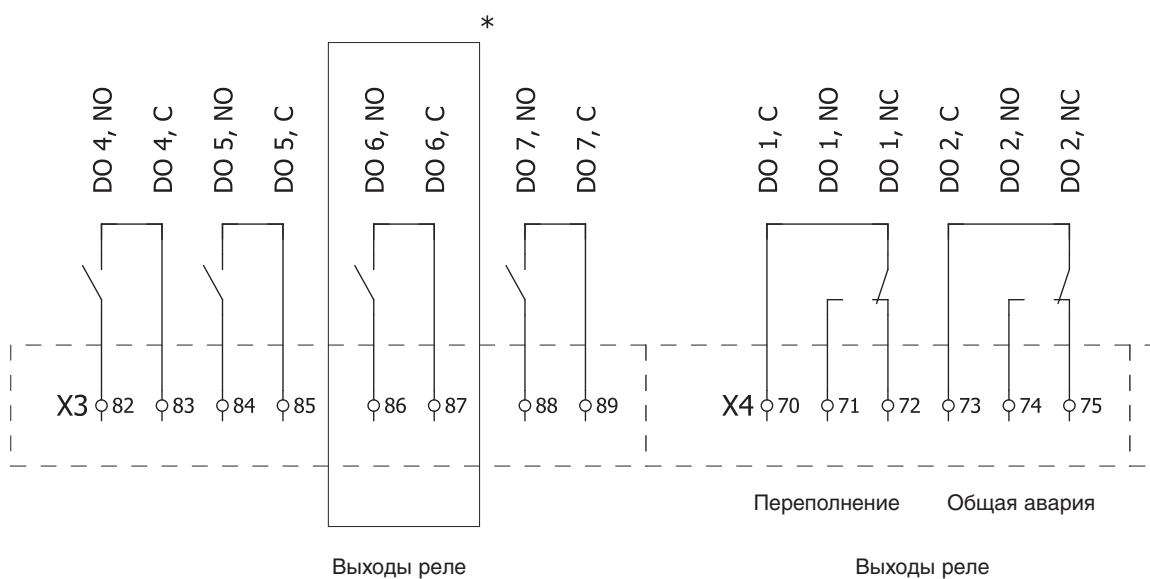 *
DO 4, NO
DO 4, C
DO 5, NO
DO 5, C
DO 6, NO
DO 6, C
DO 7, NO
DO 7, C
DO 1, C
DO 1, NO
DO 1, NC
DO 2, C
DO 2, NO
DO 2, NC
X3 82 83 84 85 86 87 88 89 X4 70 71 72 73 74 75
Переполнение Общая авария
Выходы реле Выходы реле